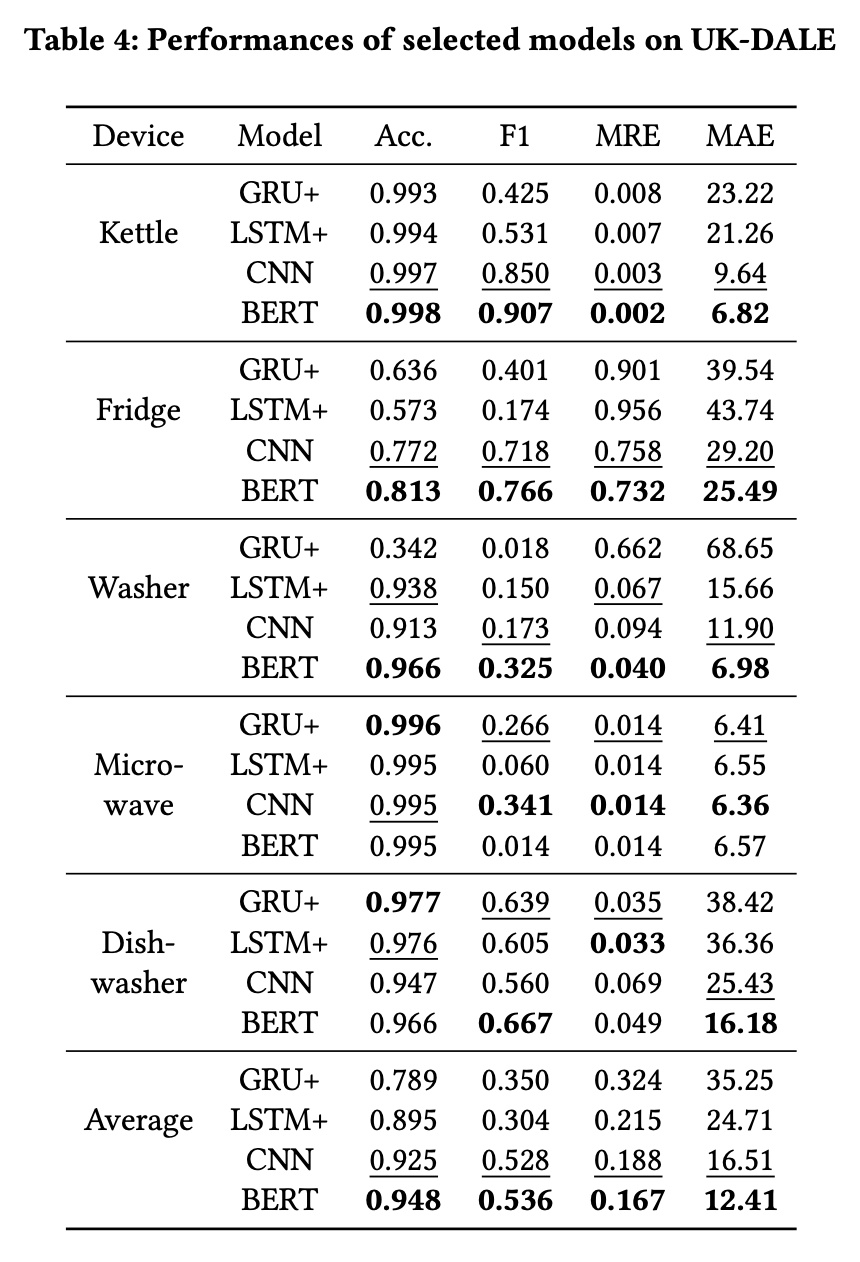 Table 4: Performances of selected models on UK-DALE
Device Model Acc. F1 MRE MAE
GRU+ 0.993 0.425 0.008 23.22
Kettle LSTM+ 0.994 0.531 0.007 21.26
CNN 0.997 0.850 0.003 9.64
BERT 0.998 0.907 0.002 6.82
GRU+ 0.636 0.401 0.901 39.54
Fridge LSTM+ 0.573 0.174 0.956 43.74
CNN 0.772 0.718 0.758 29.20
BERT 0.813 0.766 0.732 25.49
GRU+ 0.342 0.018 0.662 68.65
Washer LSTM+ 0.938 0.150 0.067 15.66
CNN 0.913 0.173 0.094 11.90
BERT 0.966 0.325 0.040 6.98
GRU+ 0.996 0.266 0.014 6.41
Micro- LSTM+ 0.995 0.060 0.014 6.55
wave CNN 0.995 0.341 0.014 6.36
BERT 0.995 0.014 0.014 6.57
GRU+ 0.977 0.639 0.035 38.42
Dish- LSTM+ 0.976 0.605 0.033 36.36
washer CNN 0.947 0.560 0.069 25.43
BERT 0.966 0.667 0.049 16.18
GRU+ 0.789 0.350 0.324 35.25
Average LSTM+ 0.895 0.304 0.215 24.71
CNN 0.925 0.528 0.188 16.51
BERT 0.948 0.536 0.167 12.41